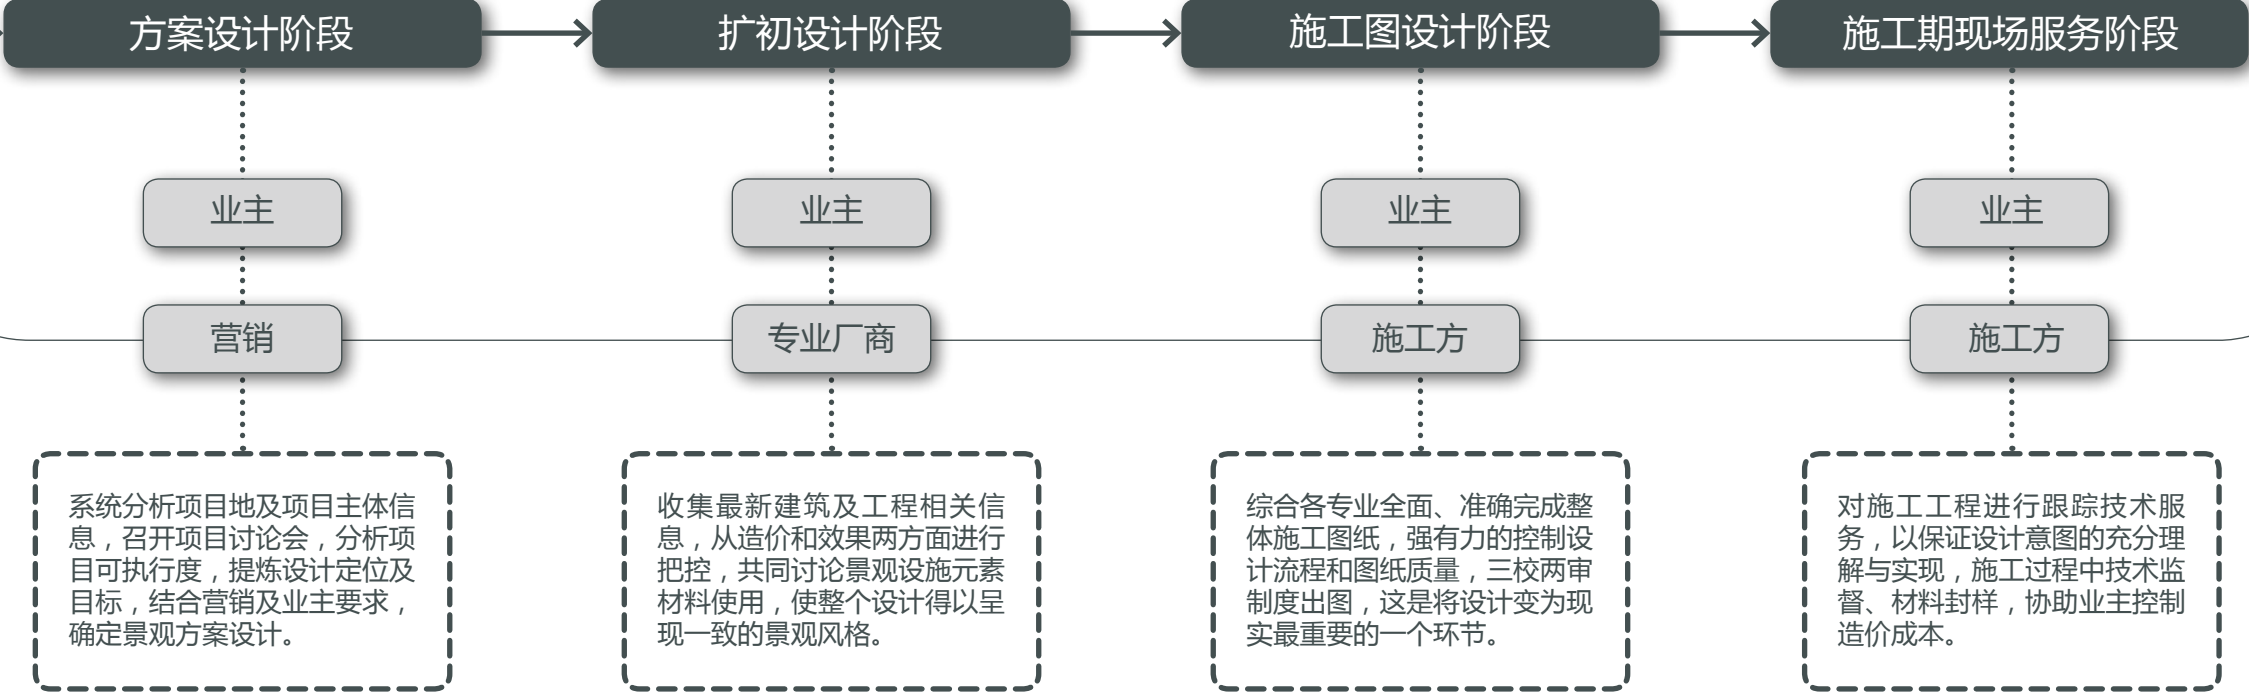 方案设计阶段
扩初设计阶段
施工图设计阶段
施工期现场服务阶段
业主
业主
业主
业主
营销
专业厂商
施工方
施工方
系统分析项目地及项目主体信
息，召开项目讨论会，分析项
目可执行度，提炼设计定位及
目标，结合营销及业主要求，
确定景观方案设计。
收集最新建筑及工程相关信
息，从造价和效果两方面进行
把控，共同讨论景观设施元素
材料使用，使整个设计得以呈
现一致的景观风格。
综合各专业全面、准确完成整
体施工图纸，强有力的控制设
计流程和图纸质量，三校两审
制度出图，这是将设计变为现
实最重要的一个环节。
对施工工程进行跟踪技术服
务，以保证设计意图的充分理
解与实现，施工过程中技术监
督、材料封样，协助业主控制
造价成本。